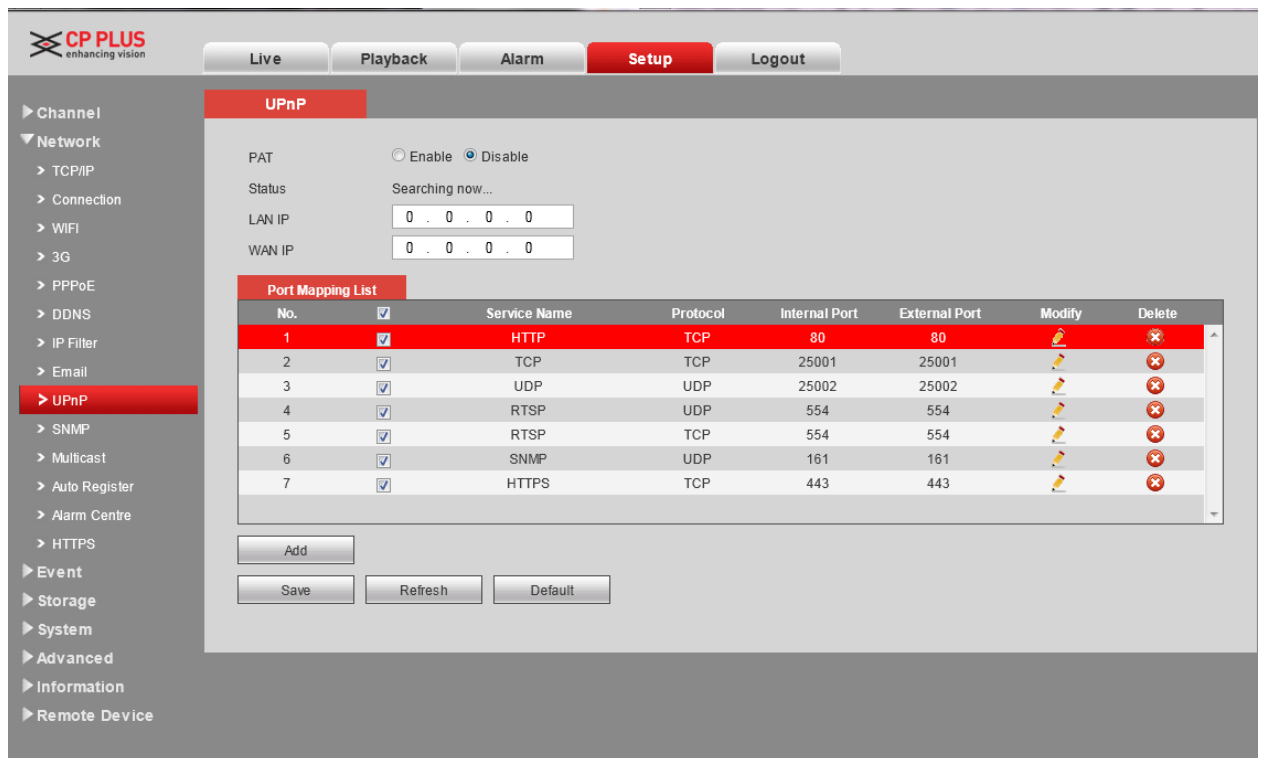 CP PLUS
enhancing vision
Live Playback Alarm Setup Logout
Channel
Network
TCP/IP
Connection
WIFI
3G
PPPoE
DDNS
IP Filter
Email
UPnP
SNMP
Multicast
Auto Register
Alarm Centre
HTTPS
Event
Storage
System
Advanced
Information
Remote Device
UPnP
PAT Enable Disable
Status Searching now...
LAN IP 0 . 0 . 0 . 0
WAN IP 0 . 0 . 0 . 0
Port Mapping List
No. Service Name Protocol Internal Port External Port Modify Delete
1 HTTP TCP 80 80
2 TCP TCP 25001 25001
3 UDP UDP 25002 25002
4 RTSP UDP 554 554
5 RTSP TCP 554 554
6 SNMP UDP 161 161
7 HTTPS TCP 443 443
Add
Save Refresh Default